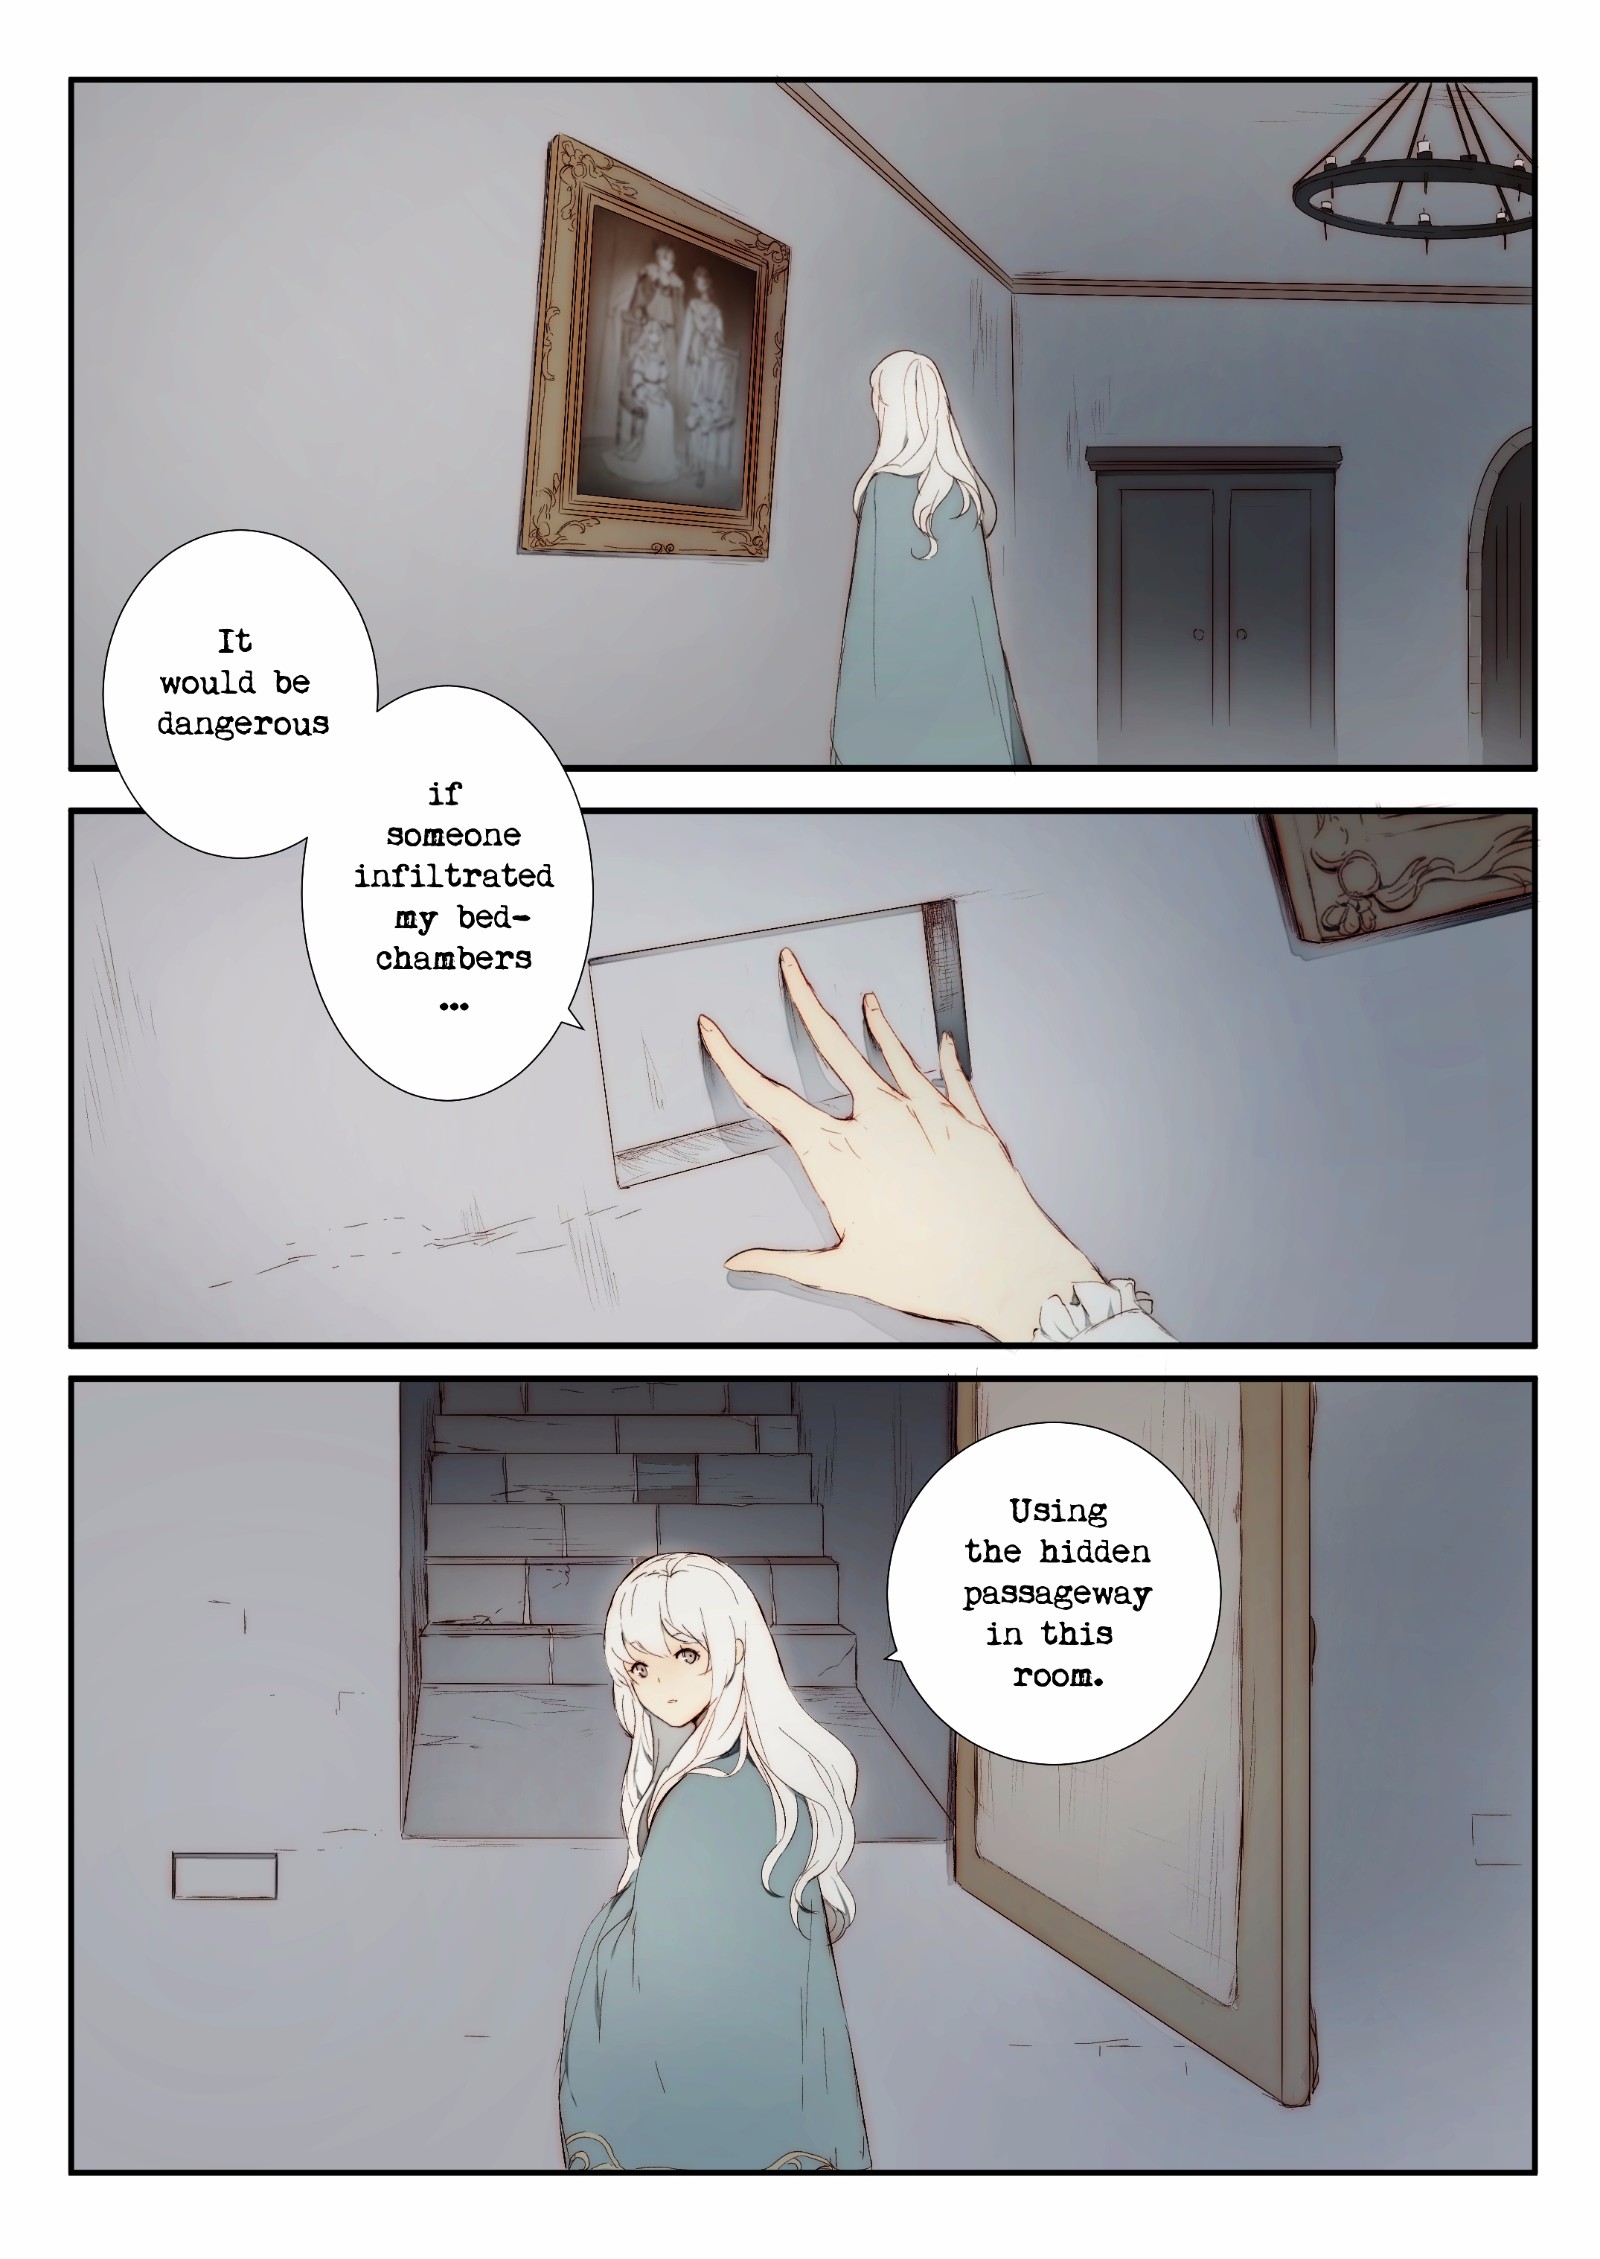 It
would be
dangerous
if
someone
infiltrated
my bed-
chambers
...
Using
the hidden
passageway
in this
room.